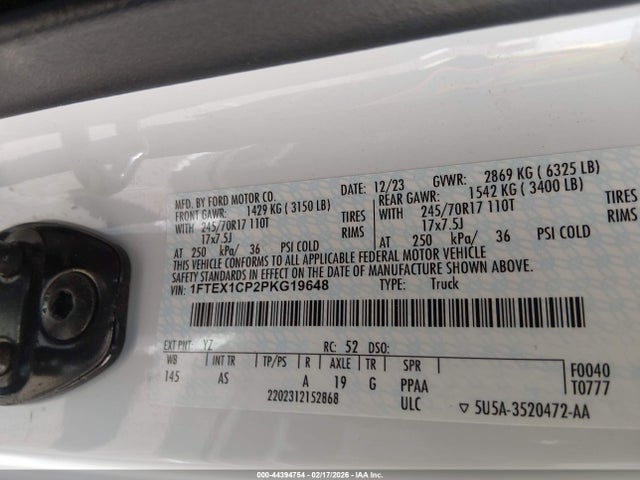 MFD. BY FORD MOTOR CO.
DATE: 12/23 GVWR: 2869 KG ( 6325 LB)
FRONT GAWR: 1429 KG ( 3150 LB) REAR GAWR: 1542 KG ( 3400 LB)
WITH 245/70R17 110T TIRES WITH 245/70R17 110T TIRES
17x7.5J RIMS 17x7.5J RIMS
AT 250 kPa/ 36 PSI COLD AT 250 kPa/ 36 PSI COLD
THIS VEHICLE CONFORMS TO ALL APPLICABLE FEDERAL MOTOR VEHICLE
SAFETY STANDARDS IN EFFECT ON THE DATE OF MANUFACTURE SHOWN ABOVE.
VIN: 1FTEX1CP2PKG19648 TYPE: Truck
EXT PNT: YZ RC: 52 DSO:
WB INT TR TP/PS R AXLE TR SPR F0040
145 AS A 19 G PPAA T0777
2202312152868 ULC ▽ 5U5A-3520472-AA
000-44394754 | 02/17/2026 | IAA Inc.